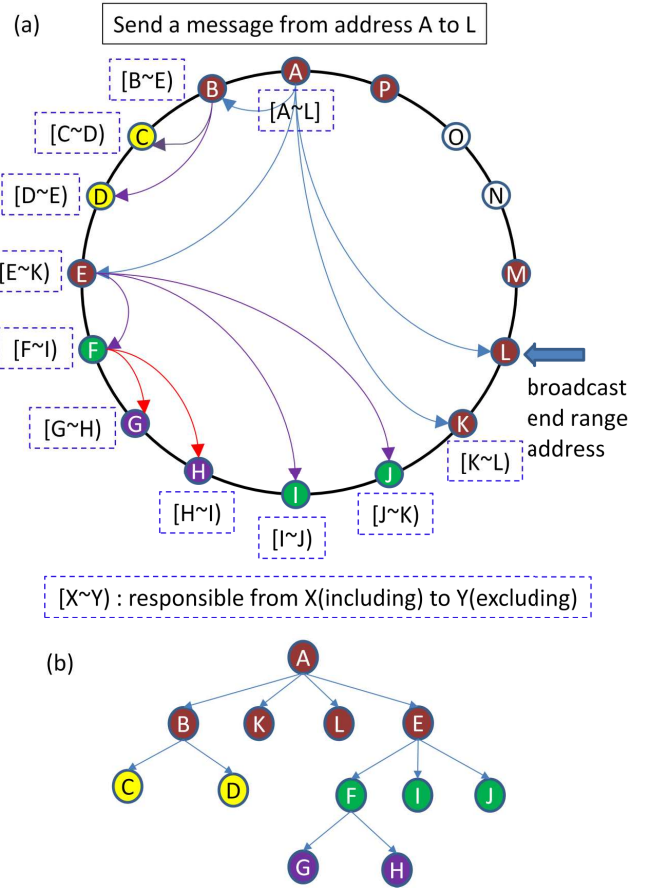 (a)
Send a message from address A to L
[B~E)
B
A
P
[A~L]
[C~D)
C
O
[D~E)
D
N
[E~K)
E
M
[F~I)
F
L
broadcast
end range
address
[G~H)
G
K
[K~L)
H
J
I
[H~I)
[J~K)
[I~J)
[X~Y) : responsible from X(including) to Y(excluding)
(b)
A
B
K
L
E
C
D
F
I
J
G
H